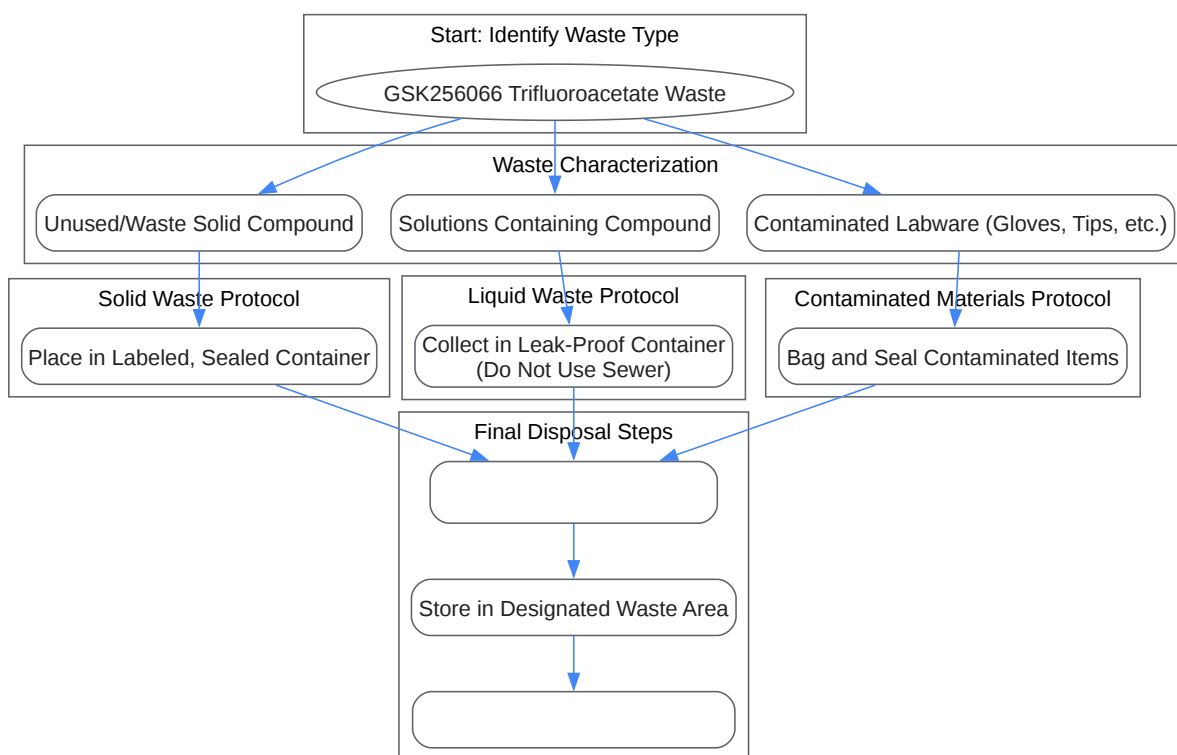 Start: Identify Waste Type
GSK256066 Trifluoroacetate Waste
Waste Characterization
Unused/Waste Solid Compound
Solutions Containing Compound
Contaminated Labware (Gloves, Tips, etc.)
Solid Waste Protocol
Liquid Waste Protocol
Contaminated Materials Protocol
Place in Labeled, Sealed Container
Collect in Leak-Proof Container
(Do Not Use Sewer)
Bag and Seal Contaminated Items
Final Disposal Steps
Store in Designated Waste Area